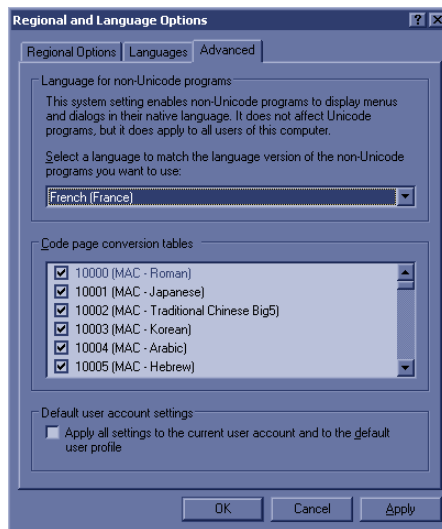 Regional and Language Options
Regional Options Languages Advanced
Language for non-Unicode programs
This system setting enables non-Unicode programs to display menus
and dialogs in their native language. It does not affect Unicode
programs, but it does apply to all users of this computer.
Select a language to match the language version of the non-Unicode
programs you want to use:
French (France)
Code page conversion tables
10000 (MAC - Roman)
10001 (MAC - Japanese)
10002 (MAC - Traditional Chinese Big5)
10003 (MAC - Korean)
10004 (MAC - Arabic)
10005 (MAC - Hebrew)
Default user account settings
Apply all settings to the current user account and to the default
user profile
OK Cancel Apply